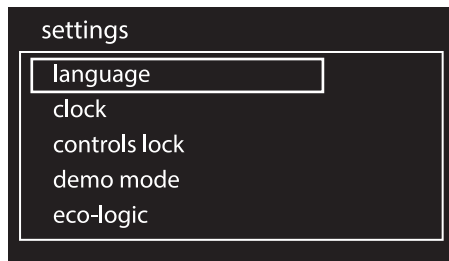 settings
language
clock
controls lock
demo mode
eco-logic